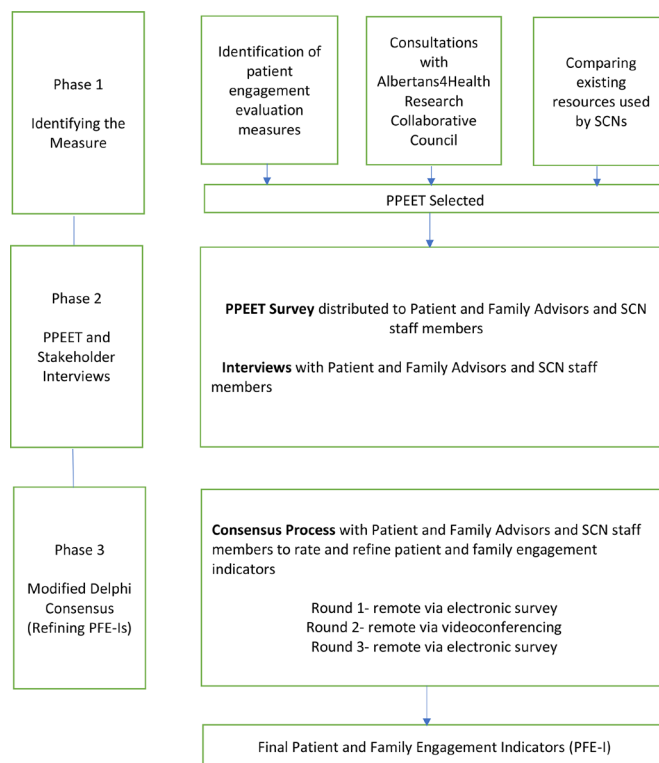 Phase 1
Identifying the
Measure
Identification of
patient
engagement
evaluation
measures
Consultations
with
Albertans4Health
Research
Collaborative
Council
Comparing
existing
resources used
by SCNs
PPEET Selected
Phase 2
PPEET and
Stakeholder
Interviews
PPEET Survey distributed to Patient and Family Advisors and SCN
staff members
Interviews with Patient and Family Advisors and SCN staff
members
Phase 3
Modified Delphi
Consensus
(Refining PFE-Is)
Consensus Process with Patient and Family Advisors and SCN staff
members to rate and refine patient and family engagement
indicators
Round 1- remote via electronic survey
Round 2- remote via videoconferencing
Round 3- remote via electronic survey
Final Patient and Family Engagement Indicators (PFE-I)